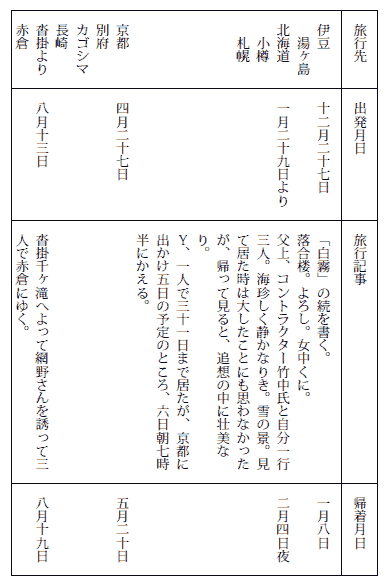 旅行先
出発月日
旅行記事
帰着月日
伊豆
湯ヶ島
十二月二十七日
「白霧」の続を書く。
落合楼。よろし。女中くに。
一月八日
北海道
小樽
札幌
一月二十九日より
父上、コントラクター竹中氏と自分一行
三人。海珍しく静かなりき。雪の景。見
て居た時は大したことにも思わなかった
が、帰って見ると、追想の中に壮美な
り。
Y、一人で三十一日まで居たが、京都に
出かけ五日の予定のところ、六日朝七時
半にかえる。
二月四日夜
京都
別府
カゴシマ
長崎
四月二十七日
五月二十日
沓掛より
赤倉
八月十三日
沓掛千ヶ滝へよって網野さんを誘って三
人で赤倉にゆく。
八月十九日